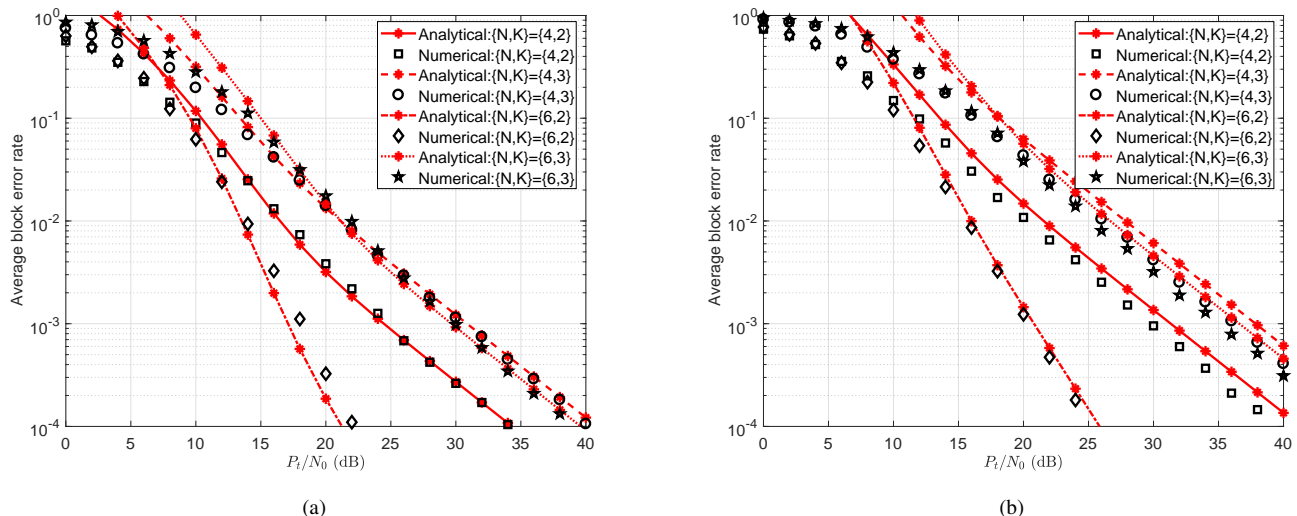 10^0
10^-1
10^-2
10^-3
10^-4
Average block error rate
0 5 10 15 20 25 30 35 40
P_t/N_0 (dB)
Analytical:{N,K}={4,2}
Numerical:{N,K}={4,2}
Analytical:{N,K}={4,3}
Numerical:{N,K}={4,3}
Analytical:{N,K}={6,2}
Numerical:{N,K}={6,2}
Analytical:{N,K}={6,3}
Numerical:{N,K}={6,3}
(a)
10^0
10^-1
10^-2
10^-3
10^-4
Average block error rate
0 5 10 15 20 25 30 35 40
P_t/N_0 (dB)
Analytical:{N,K}={4,2}
Numerical:{N,K}={4,2}
Analytical:{N,K}={4,3}
Numerical:{N,K}={4,3}
Analytical:{N,K}={6,2}
Numerical:{N,K}={6,2}
Analytical:{N,K}={6,3}
Numerical:{N,K}={6,3}
(b)